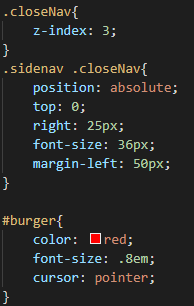 .closeNav{
    z-index: 3;
}
.sidenav .closeNav{
    position: absolute;
    top: 0;
    right: 25px;
    font-size: 36px;
    margin-left: 50px;
}

#burger{
    color: red;
    font-size: .8em;
    cursor: pointer;
}